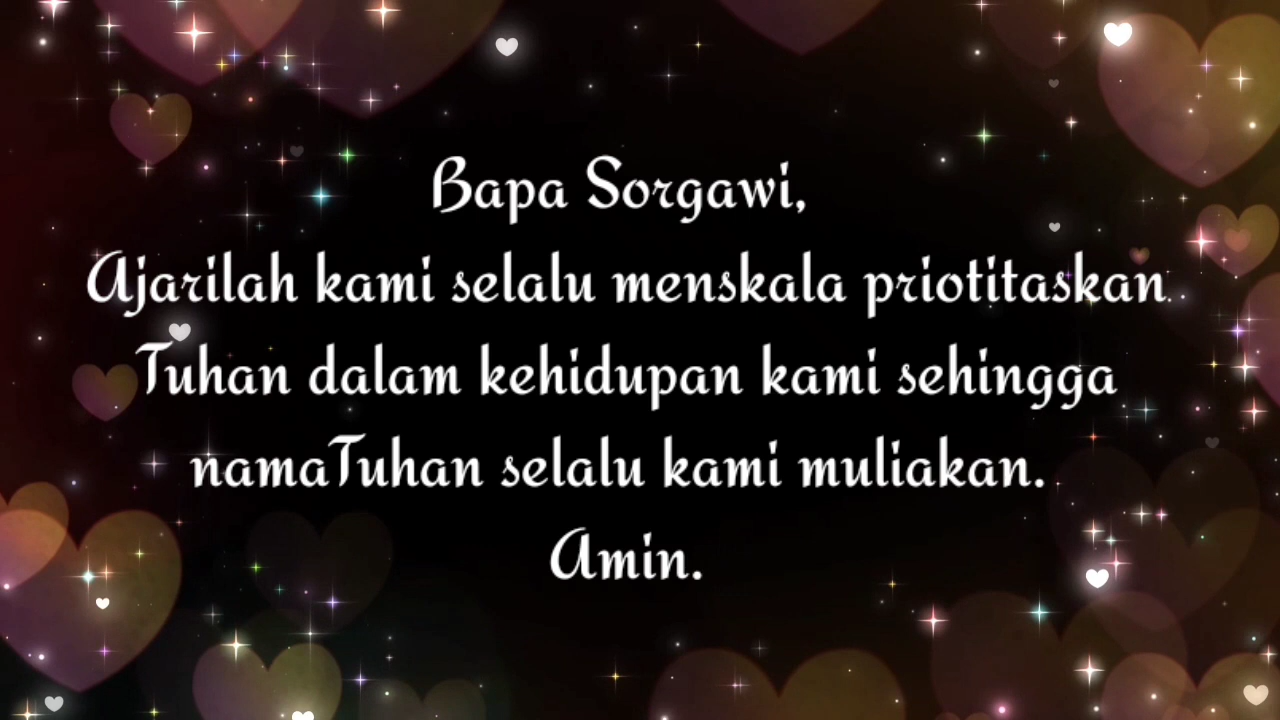 Bapa Sorgawi,
Ajarilah kami selalu menskala priotitaskan
Tuhan dalam kehidupan kami sehingga
namaTuhan selalu kami muliakan.
Amin.